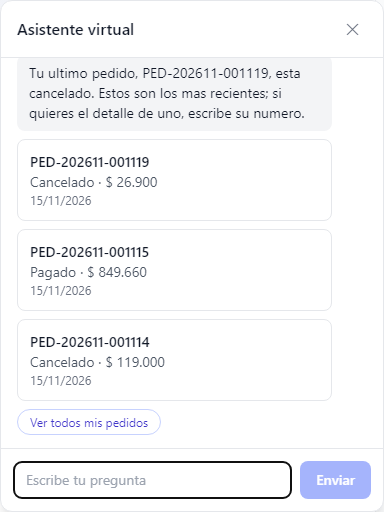 Asistente virtual
Tu ultimo pedido, PED-202611-001119, esta
cancelado. Estos son los mas recientes; si
quieres el detalle de uno, escribe su numero.
PED-202611-001119
Cancelado · $ 26.900
15/11/2026
PED-202611-001115
Pagado · $ 849.660
15/11/2026
PED-202611-001114
Cancelado · $ 119.000
15/11/2026
Ver todos mis pedidos
Escribe tu pregunta
Enviar